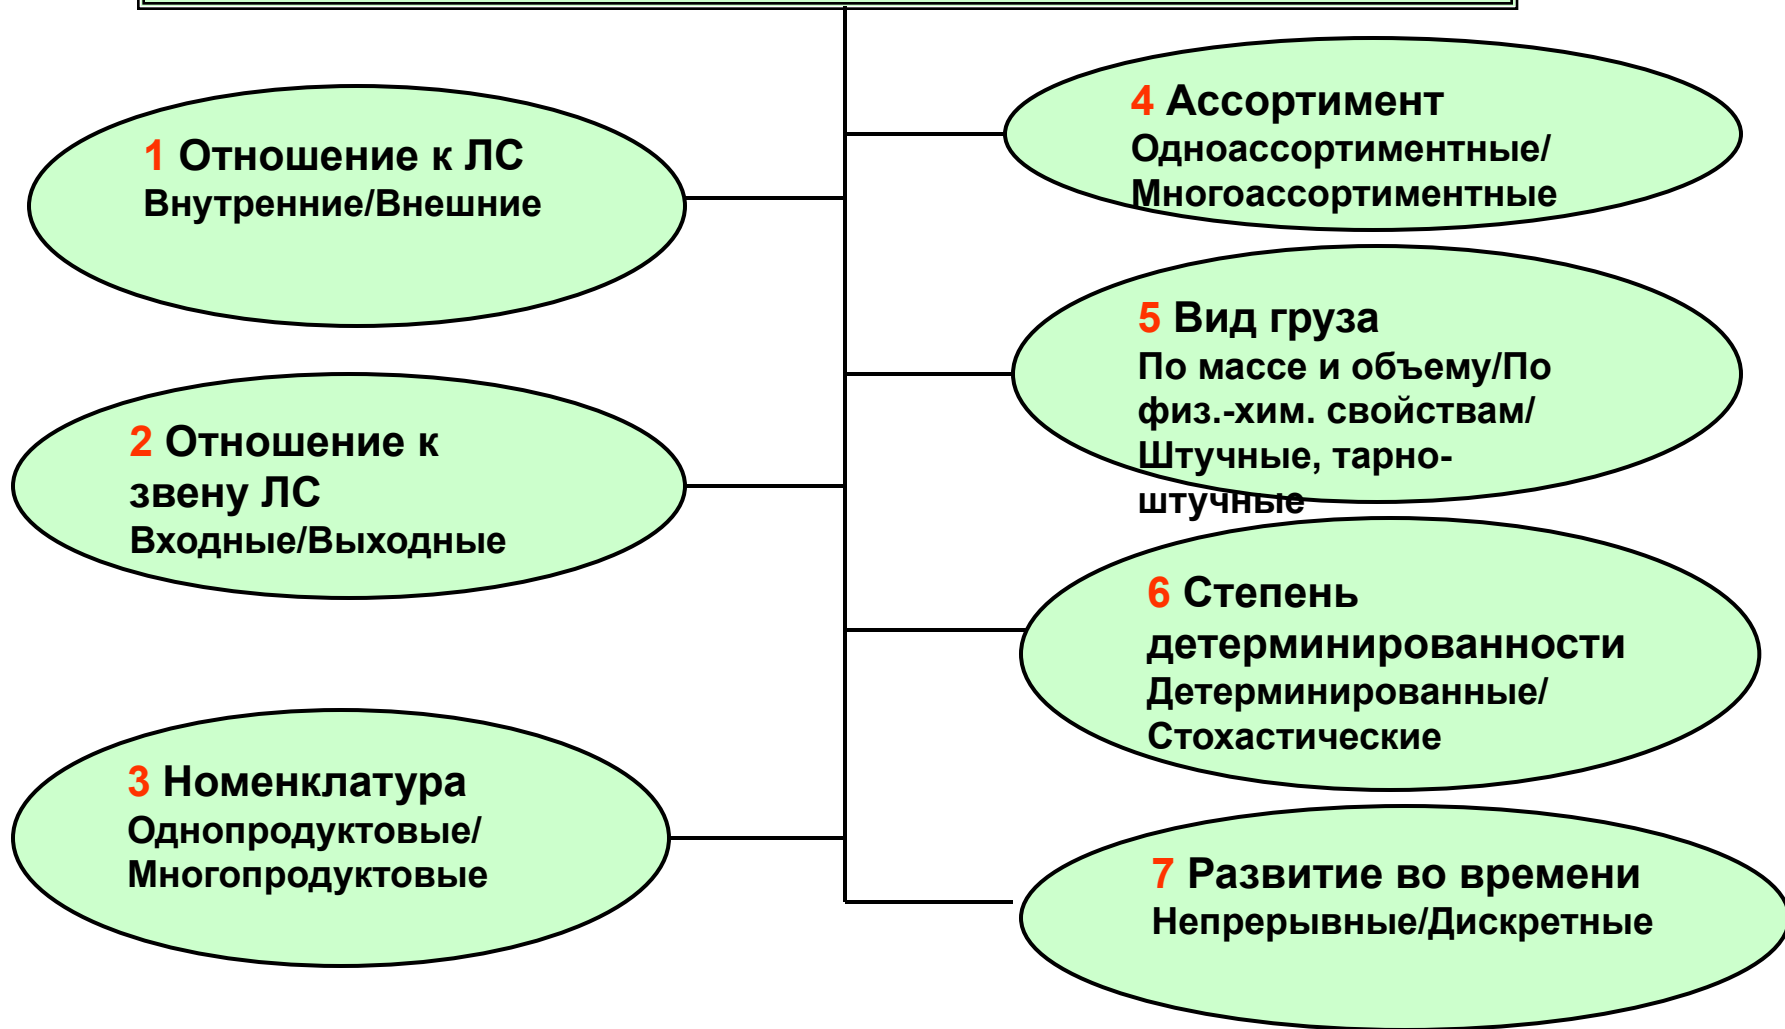 1 Отношение к ЛС
Внутренние/Внешние
2 Отношение к
звену ЛС
Входные/Выходные
3 Номенклатура
Однопродуктовые/
Многопродуктовые
4 Ассортимент
Одноассортиментные/
Многоассортиментные
5 Вид груза
По массе и объему/По
физ.-хим. свойствам/
Штучные, тарно-
штучные
6 Степень
детерминированности
Детерминированные/
Стохастические
7 Развитие во времени
Непрерывные/Дискретные